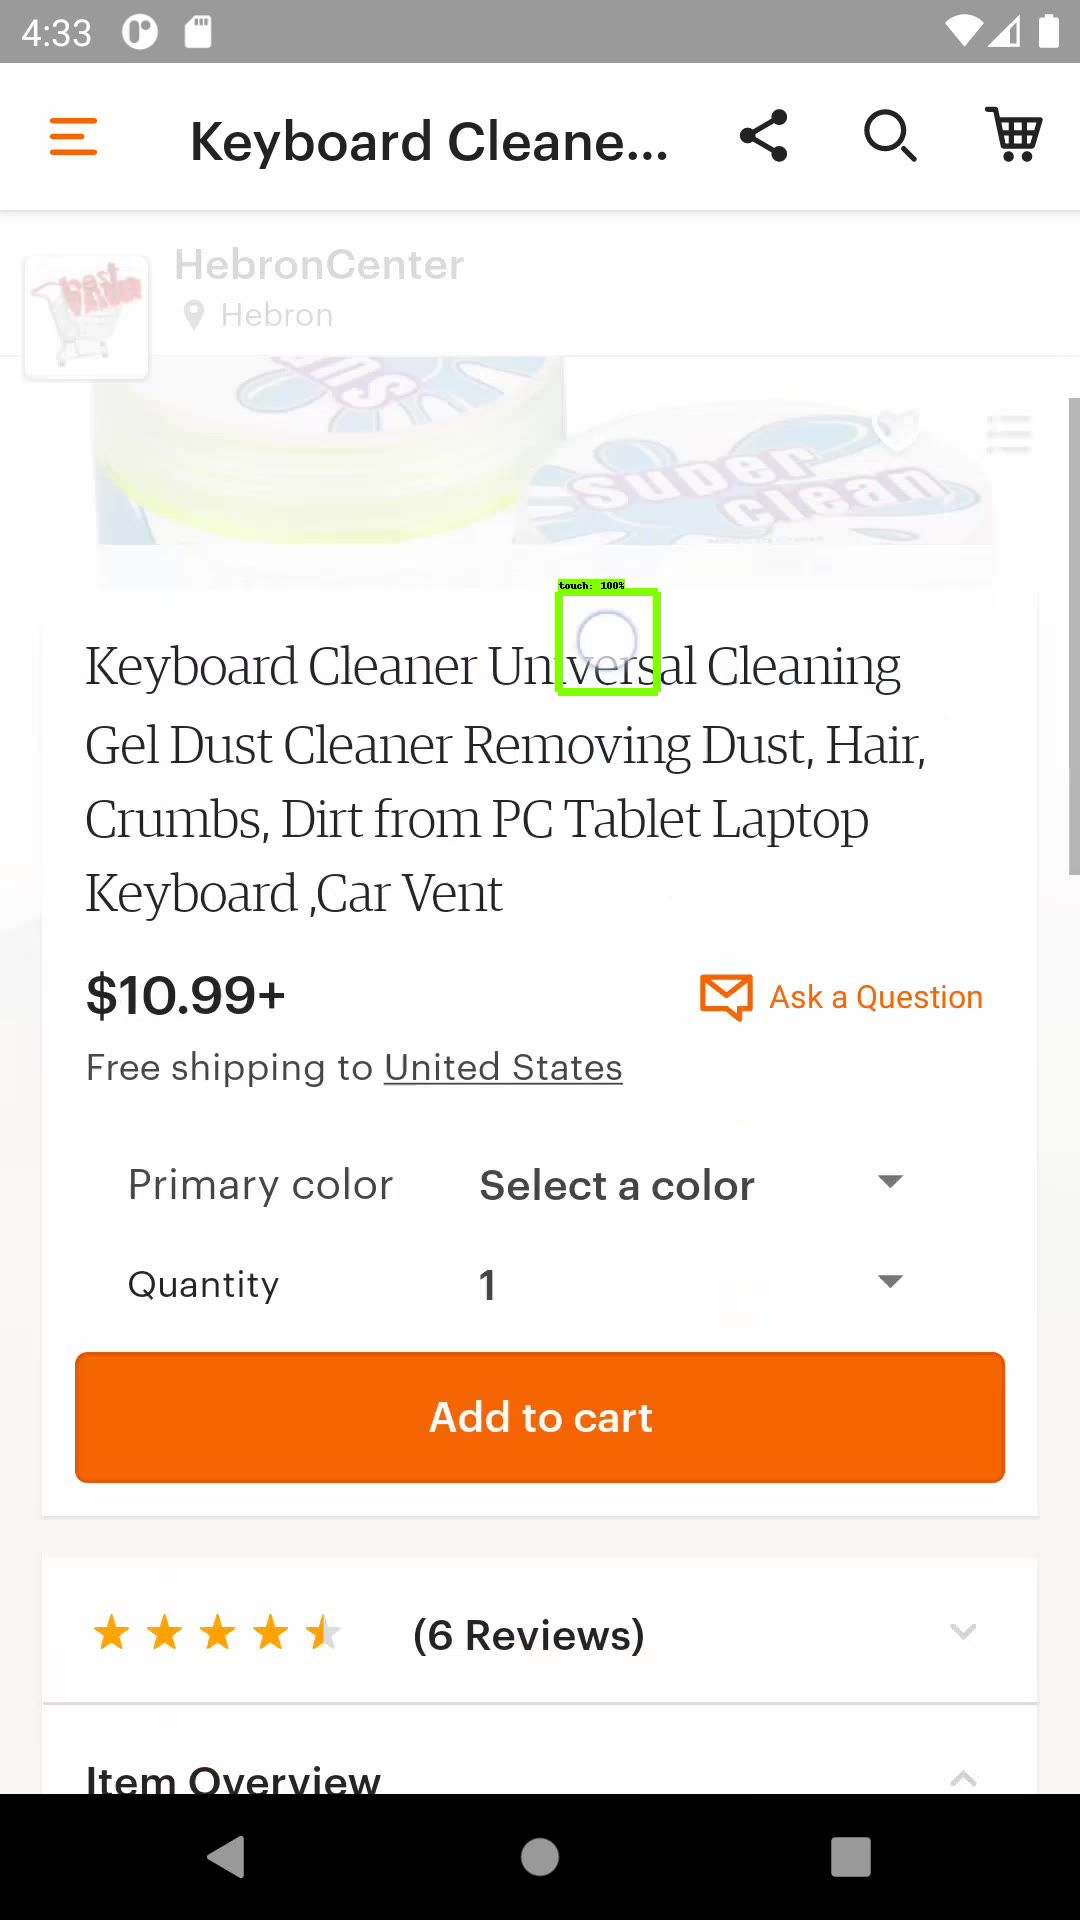 4:33
Keyboard Cleane...
HebronCenter
Hebron
Super
Clean
touch: 100%
Keyboard Cleaner Universal Cleaning
Gel Dust Cleaner Removing Dust, Hair,
Crumbs, Dirt from PC Tablet Laptop
Keyboard ,Car Vent
$10.99+
Ask a Question
Free shipping to United States
Primary color
Select a color
Quantity
1
Add to cart
(6 Reviews)
Item Overview